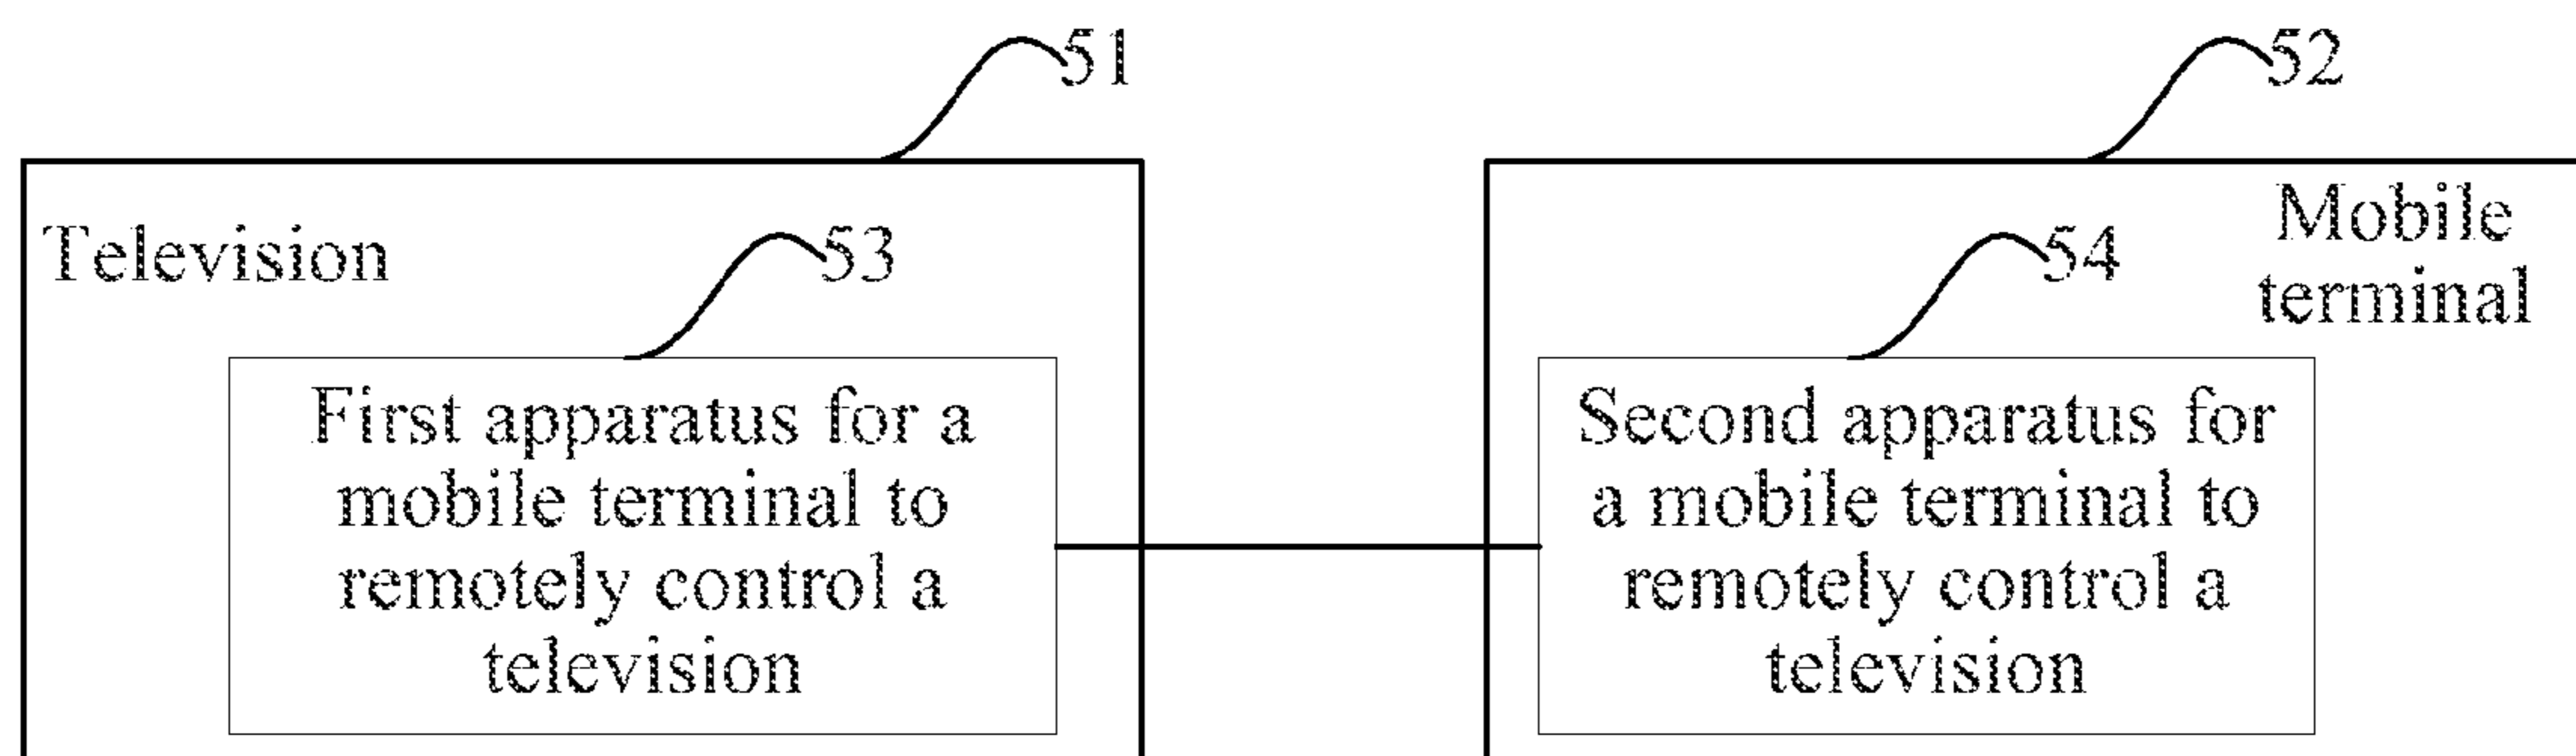 51
52
Television
53
Mobile
terminal
54
First apparatus for a
mobile terminal to
remotely control a
television
Second apparatus for
a mobile terminal to
remotely control a
television